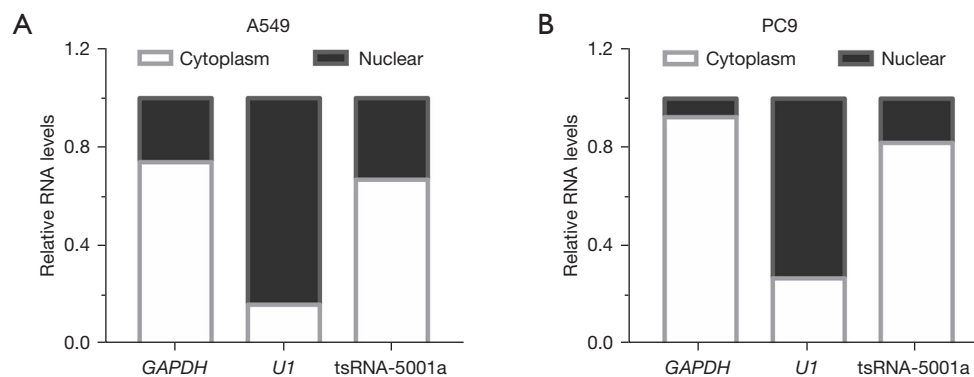 A
A549
Cytoplasm
Nuclear
Relative RNA levels
1.2
0.8
0.4
0.0
GAPDH
U1
tsRNA-5001a
B
PC9
Cytoplasm
Nuclear
Relative RNA levels
1.2
0.8
0.4
0.0
GAPDH
U1
tsRNA-5001a